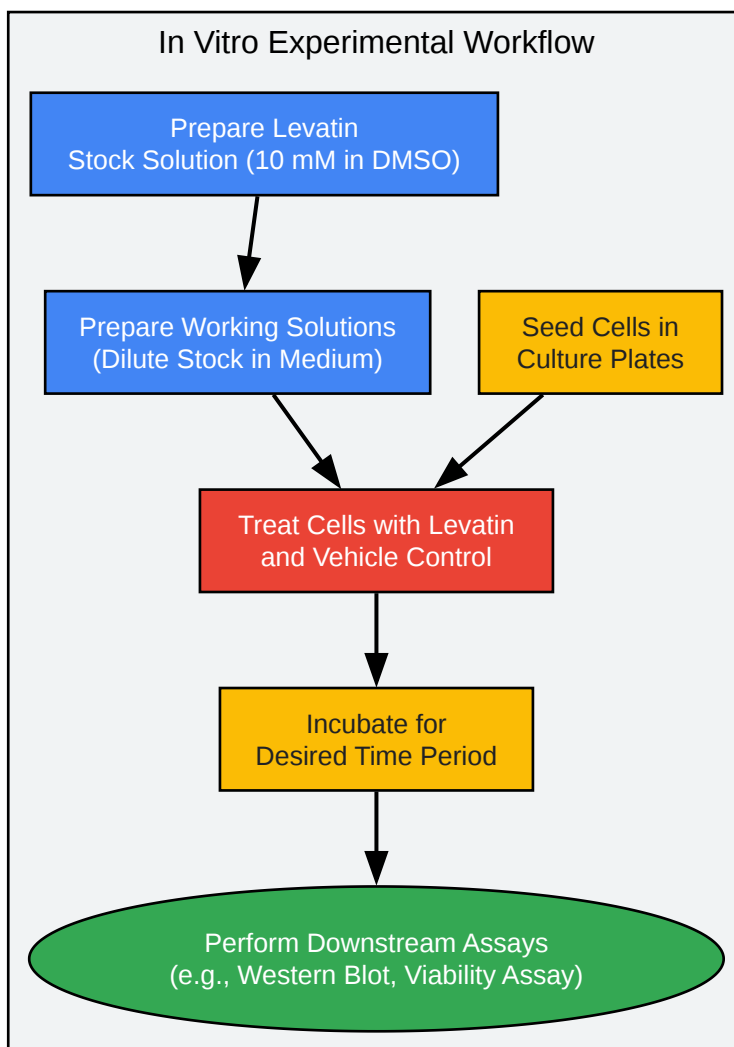 In Vitro Experimental Workflow
Prepare Levatin
Stock Solution (10 mM in DMSO)
Prepare Working Solutions
(Dilute Stock in Medium)
Seed Cells in
Culture Plates
Treat Cells with Levatin
and Vehicle Control
Incubate for
Desired Time Period
Perform Downstream Assays
(e.g., Western Blot, Viability Assay)